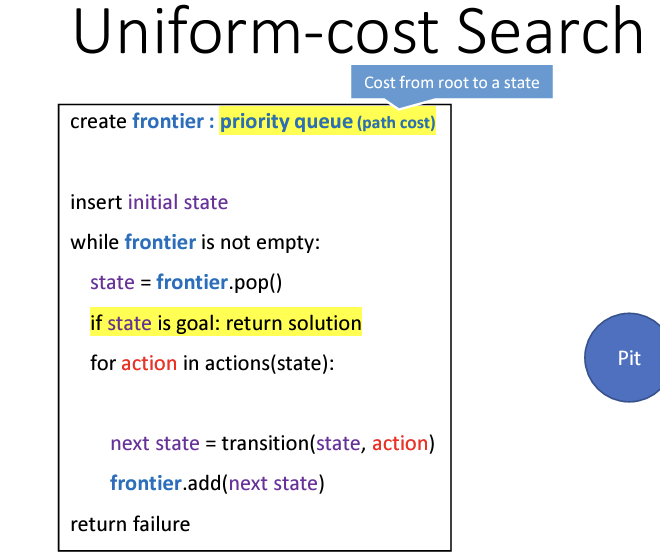 Uniform-cost Search
Cost from root to a state
create frontier : priority queue (path cost)
insert initial state
while frontier is not empty:
state = frontier.pop()
if state is goal: return solution
for action in actions(state):
Pit
next state = transition(state, action)
frontier.add(next state)
return failure